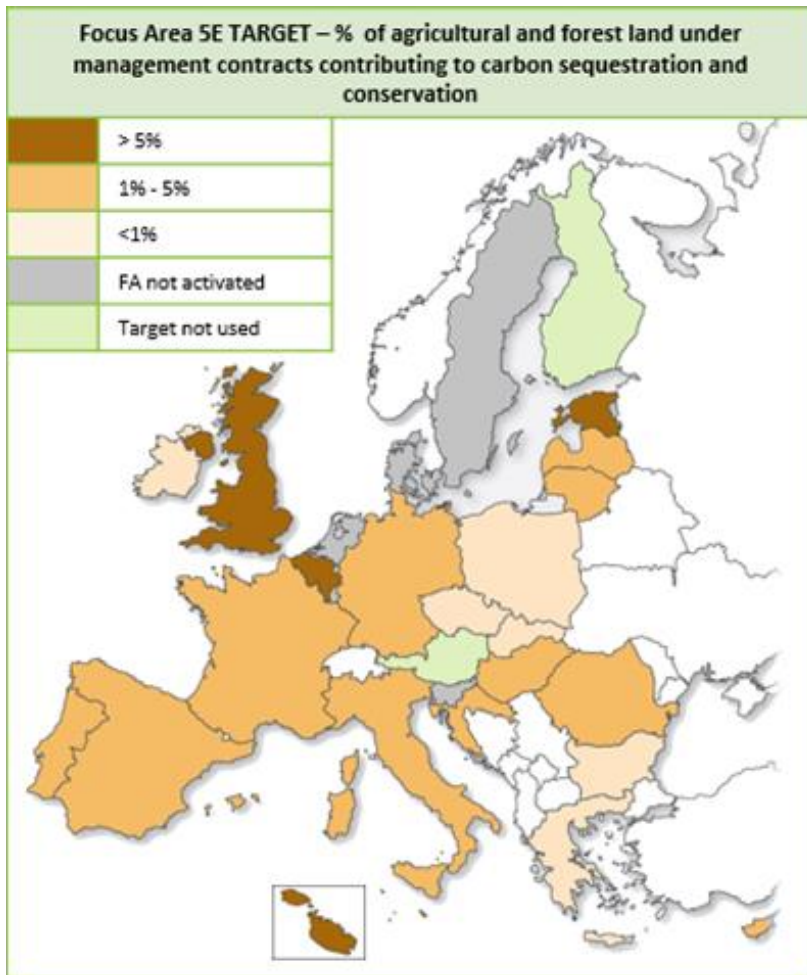 Focus Area 5E TARGET – % of agricultural and forest land under
management contracts contributing to carbon sequestration and
conservation
> 5%
1% - 5%
<1%
FA not activated
Target not used